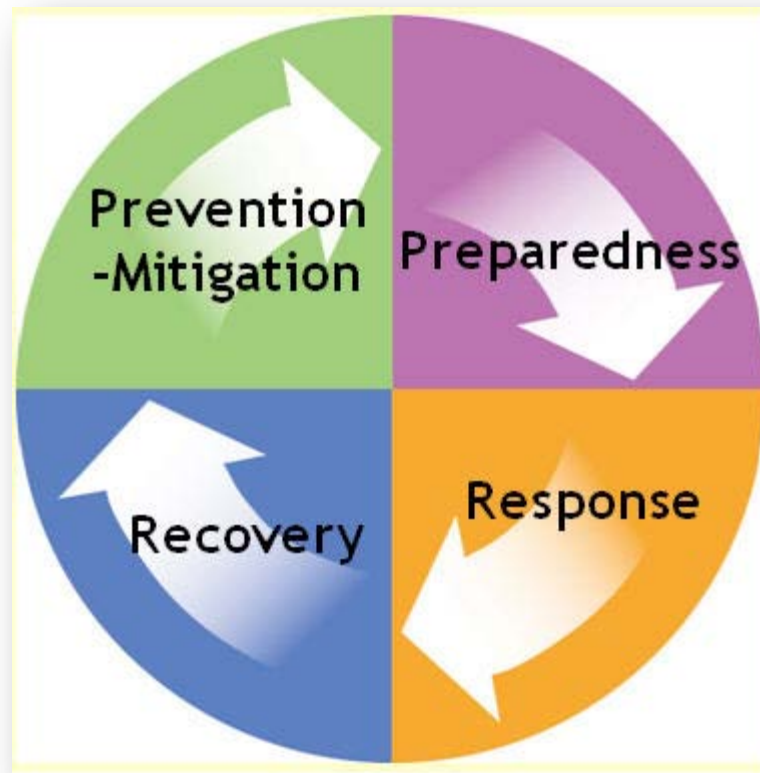 Prevention
-Mitigation
Preparedness
Response
Recovery